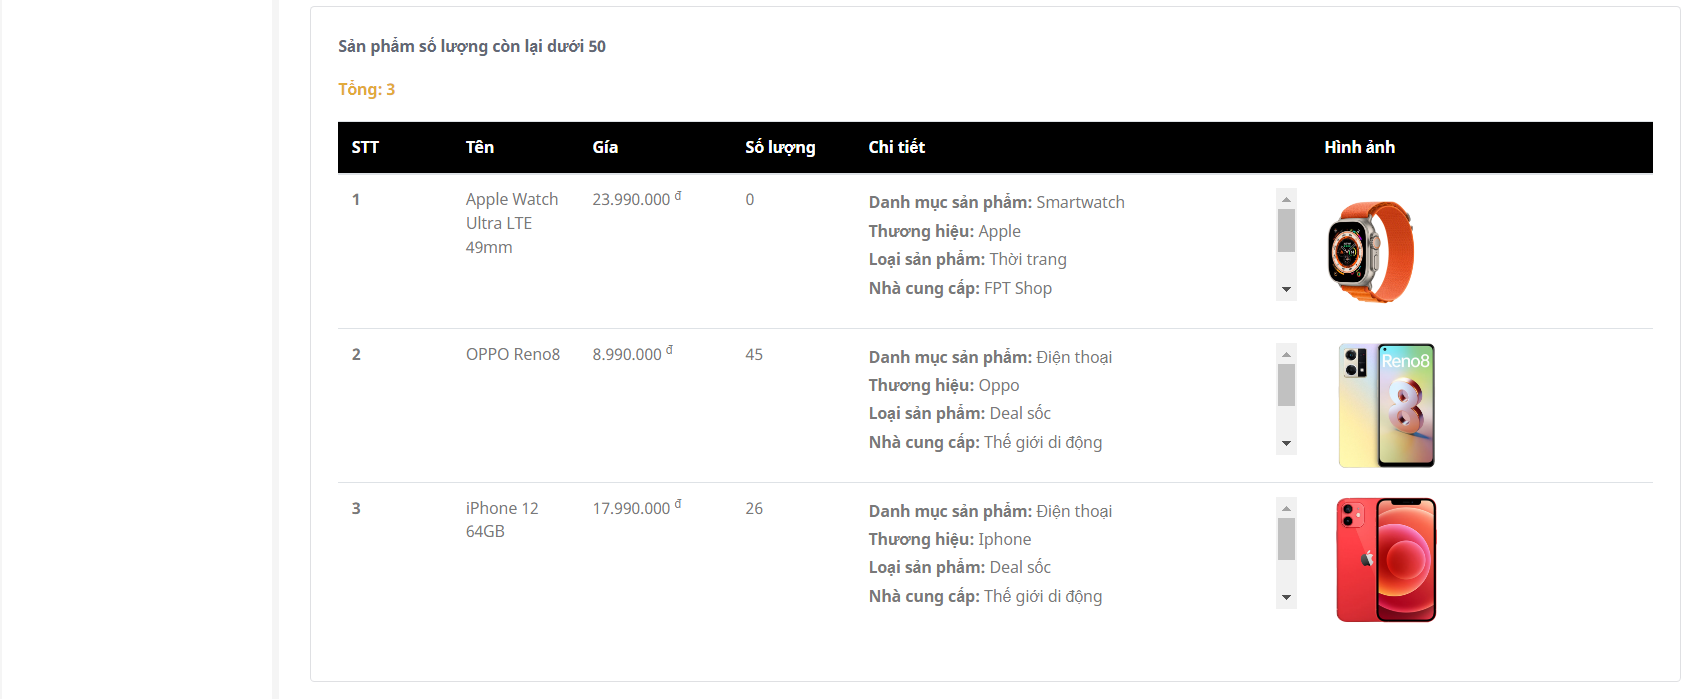 Sản phẩm số lượng còn lại dưới 50
Tổng: 3
STT Tên Gía Số lượng Chi tiết Hình ảnh
1 Apple Watch Ultra LTE 49mm 23.990.000 đ 0
Danh mục sản phẩm: Smartwatch
Thương hiệu: Apple
Loại sản phẩm: Thời trang
Nhà cung cấp: FPT Shop
2 OPPO Reno8 8.990.000 đ 45
Danh mục sản phẩm: Điện thoại
Thương hiệu: Oppo
Loại sản phẩm: Deal sốc
Nhà cung cấp: Thế giới di động
Reno8
8
3 iPhone 12 64GB 17.990.000 đ 26
Danh mục sản phẩm: Điện thoại
Thương hiệu: Iphone
Loại sản phẩm: Deal sốc
Nhà cung cấp: Thế giới di động